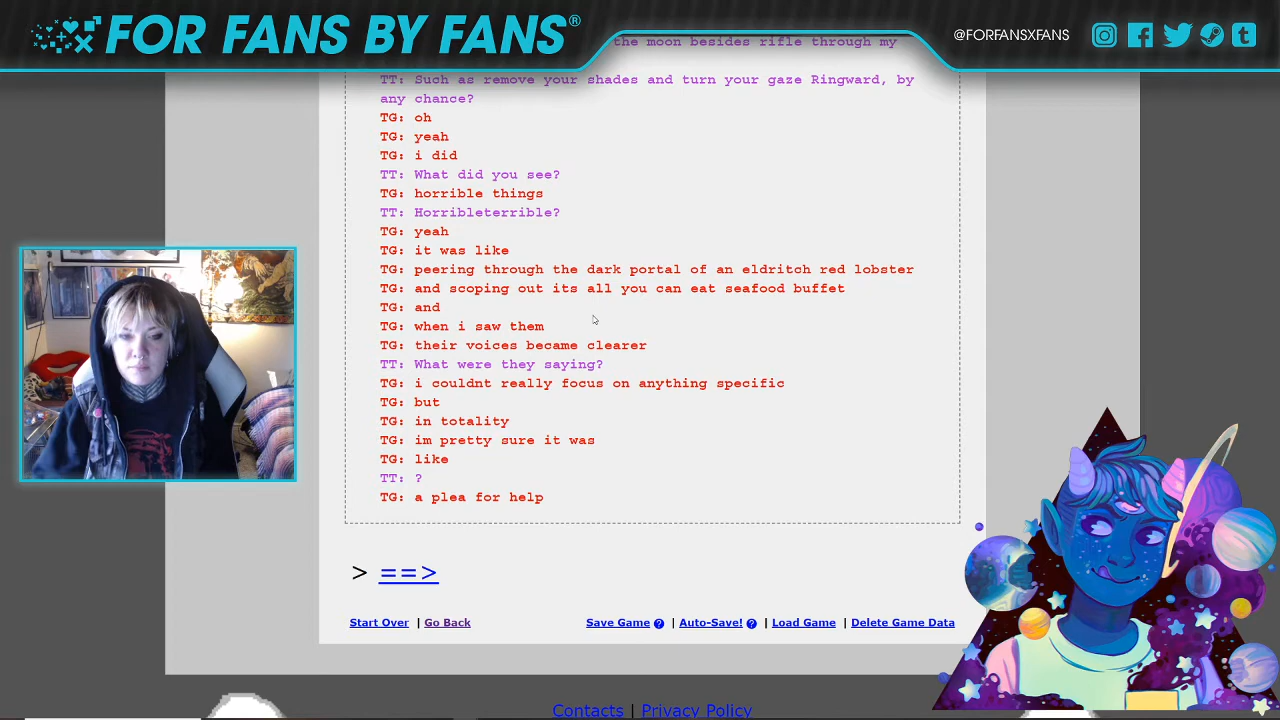 FOR FANS BY FANS®
@FORFANSXFANS
the moon besides rifle through my
TT: Such as remove your shades and turn your gaze Ringward, by
any chance?
TG: oh
TG: yeah
TG: i did
TT: What did you see?
TG: horrible things
TT: Horribleterrible?
TG: yeah
TG: it was like
TG: peering through the dark portal of an eldritch red lobster
TG: and scoping out its all you can eat seafood buffet
TG: and
TG: when i saw them
TG: their voices became clearer
TT: What were they saying?
TG: i couldnt really focus on anything specific
TG: but
TG: in totality
TG: im pretty sure it was
TG: like
TT: ?
TG: a plea for help
> ==>
Start Over | Go Back
Save Game ? | Auto-Save! ? | Load Game | Delete Game Data
Contacts | Privacy Policy